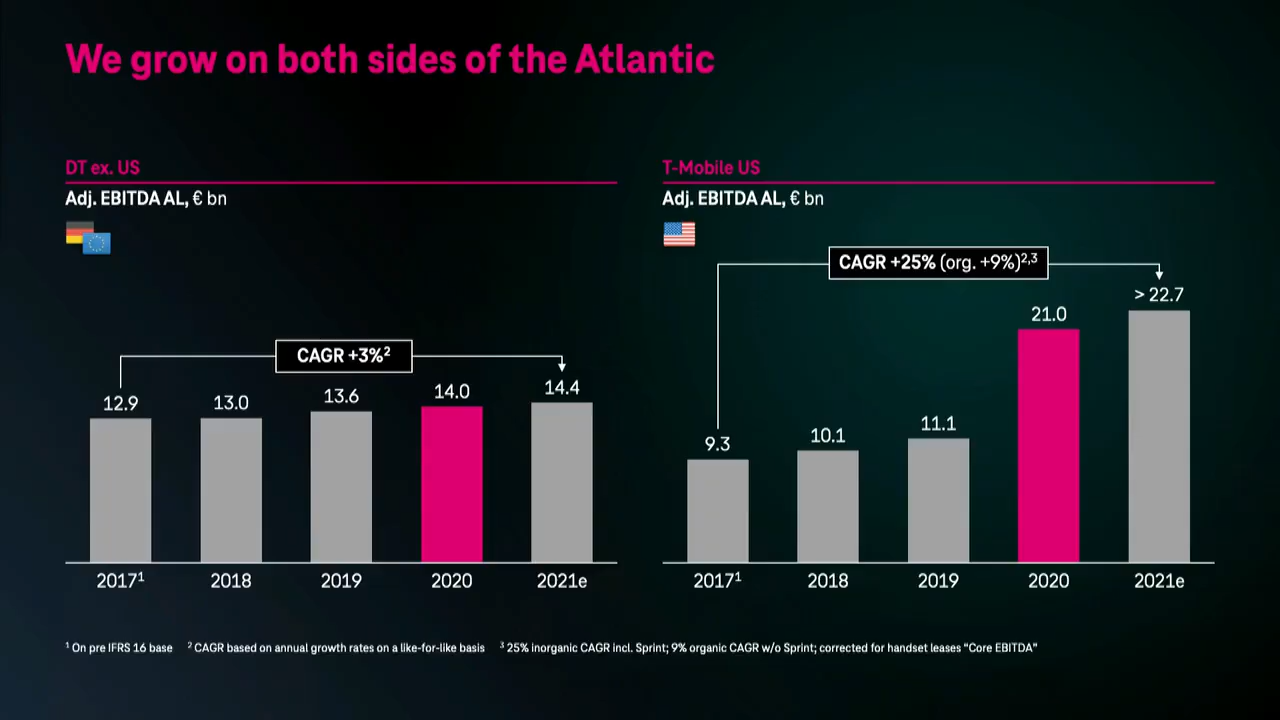 We grow on both sides of the Atlantic
DT ex. US
Adj. EBITDA AL, € bn
CAGR +3%²
12.9
13.0
13.6
14.0
14.4
2017¹
2018
2019
2020
2021e
T-Mobile US
Adj. EBITDA AL, € bn
CAGR +25% (org. +9%)²,³
9.3
10.1
11.1
21.0
> 22.7
2017¹
2018
2019
2020
2021e
¹ On pre IFRS 16 base ² CAGR based on annual growth rates on a like-for-like basis ³ 25% inorganic CAGR incl. Sprint; 9% organic CAGR w/o Sprint; corrected for handset leases “Core EBITDA”